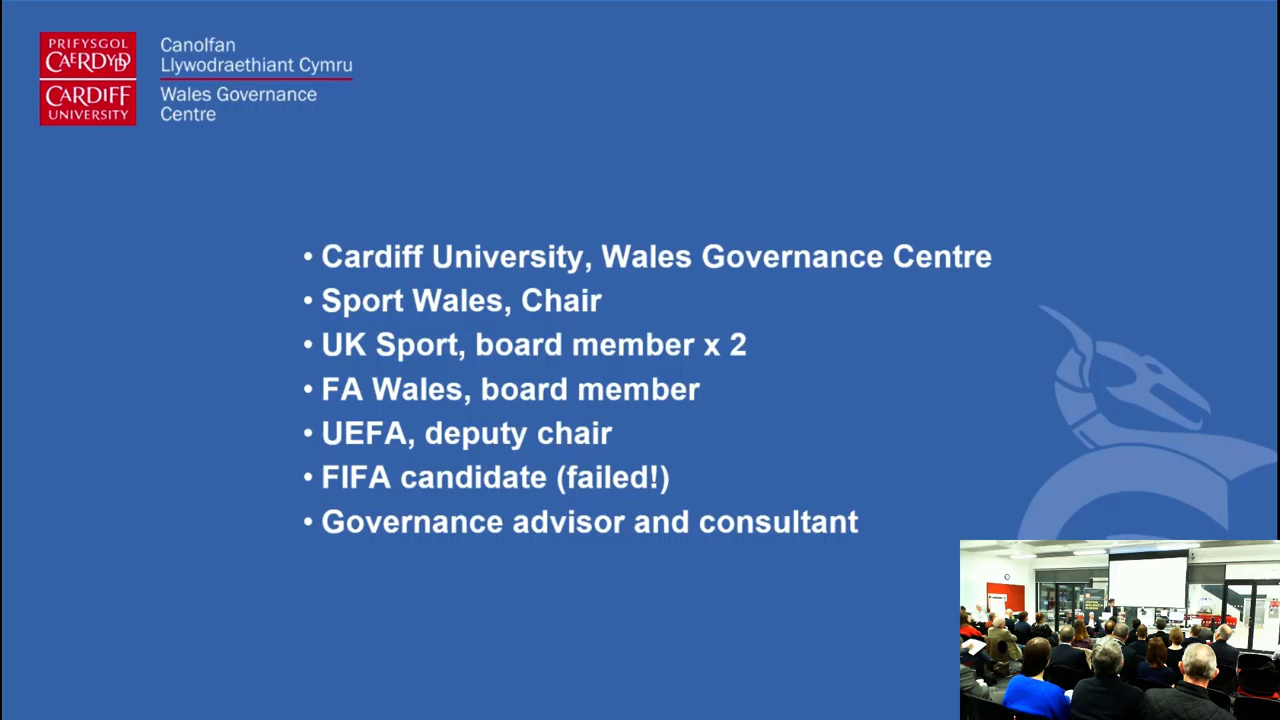 PRIFYSGOL
CAERDYDD
CARDIFF
UNIVERSITY
Canolfan
Llywodraethiant Cymru
Wales Governance
Centre
• Cardiff University, Wales Governance Centre
• Sport Wales, Chair
• UK Sport, board member x 2
• FA Wales, board member
• UEFA, deputy chair
• FIFA candidate (failed!)
• Governance advisor and consultant